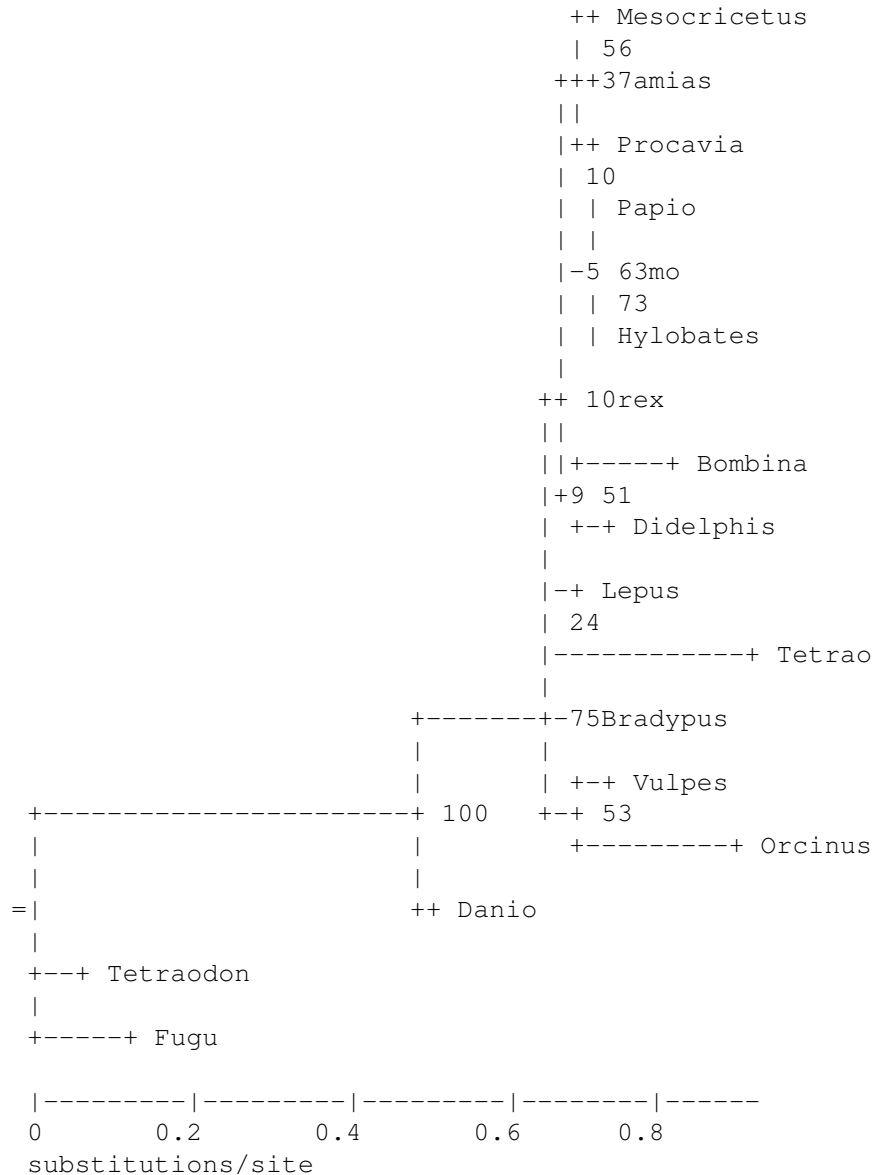 ++ Mesocricetus
                                  | 56
                                 +++37amias
                                 ||
                                 |++ Procavia
                                 | 10
                                 | | Papio
                                 | |
                                 |-5 63mo
                                 | | 73
                                 | | Hylobates
                                 |
                                ++ 10rex
                                ||
                                ||+-----+ Bombina
                                |+9 51
                                | +-+ Didelphis
                                |
                                |-+ Lepus
                                | 24
                                |------------+ Tetrao
                                |
                        +-------+-75Bradypus
                        |       |
                        |       | +-+ Vulpes
+-----------------------+ 100   +-+ 53
|                       |         +---------+ Orcinus
|                       |
=|                      ++ Danio
|
+--+ Tetraodon
|
+-----+ Fugu

|---------|---------|---------|--------|------
0        0.2       0.4       0.6      0.8
substitutions/site